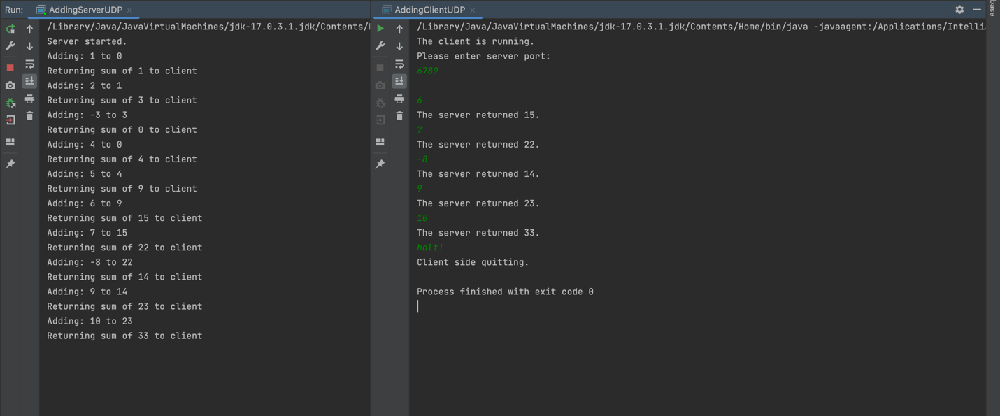 Run: AddingServerUDP
/Library/Java/JavaVirtualMachines/jdk-17.0.3.1.jdk/Contents/
Server started.
Adding: 1 to 0
Returning sum of 1 to client
Adding: 2 to 1
Returning sum of 3 to client
Adding: -3 to 3
Returning sum of 0 to client
Adding: 4 to 0
Returning sum of 4 to client
Adding: 5 to 4
Returning sum of 9 to client
Adding: 6 to 9
Returning sum of 15 to client
Adding: 7 to 15
Returning sum of 22 to client
Adding: -8 to 22
Returning sum of 14 to client
Adding: 9 to 14
Returning sum of 23 to client
Adding: 10 to 23
Returning sum of 33 to client
AddingClientUDP
/Library/Java/JavaVirtualMachines/jdk-17.0.3.1.jdk/Contents/Home/bin/java -javaagent:/Applications/Intelli
The client is running.
Please enter server port:
6789
6
The server returned 15.
7
The server returned 22.
-8
The server returned 14.
9
The server returned 23.
10
The server returned 33.
halt!
Client side quitting.
Process finished with exit code 0
base